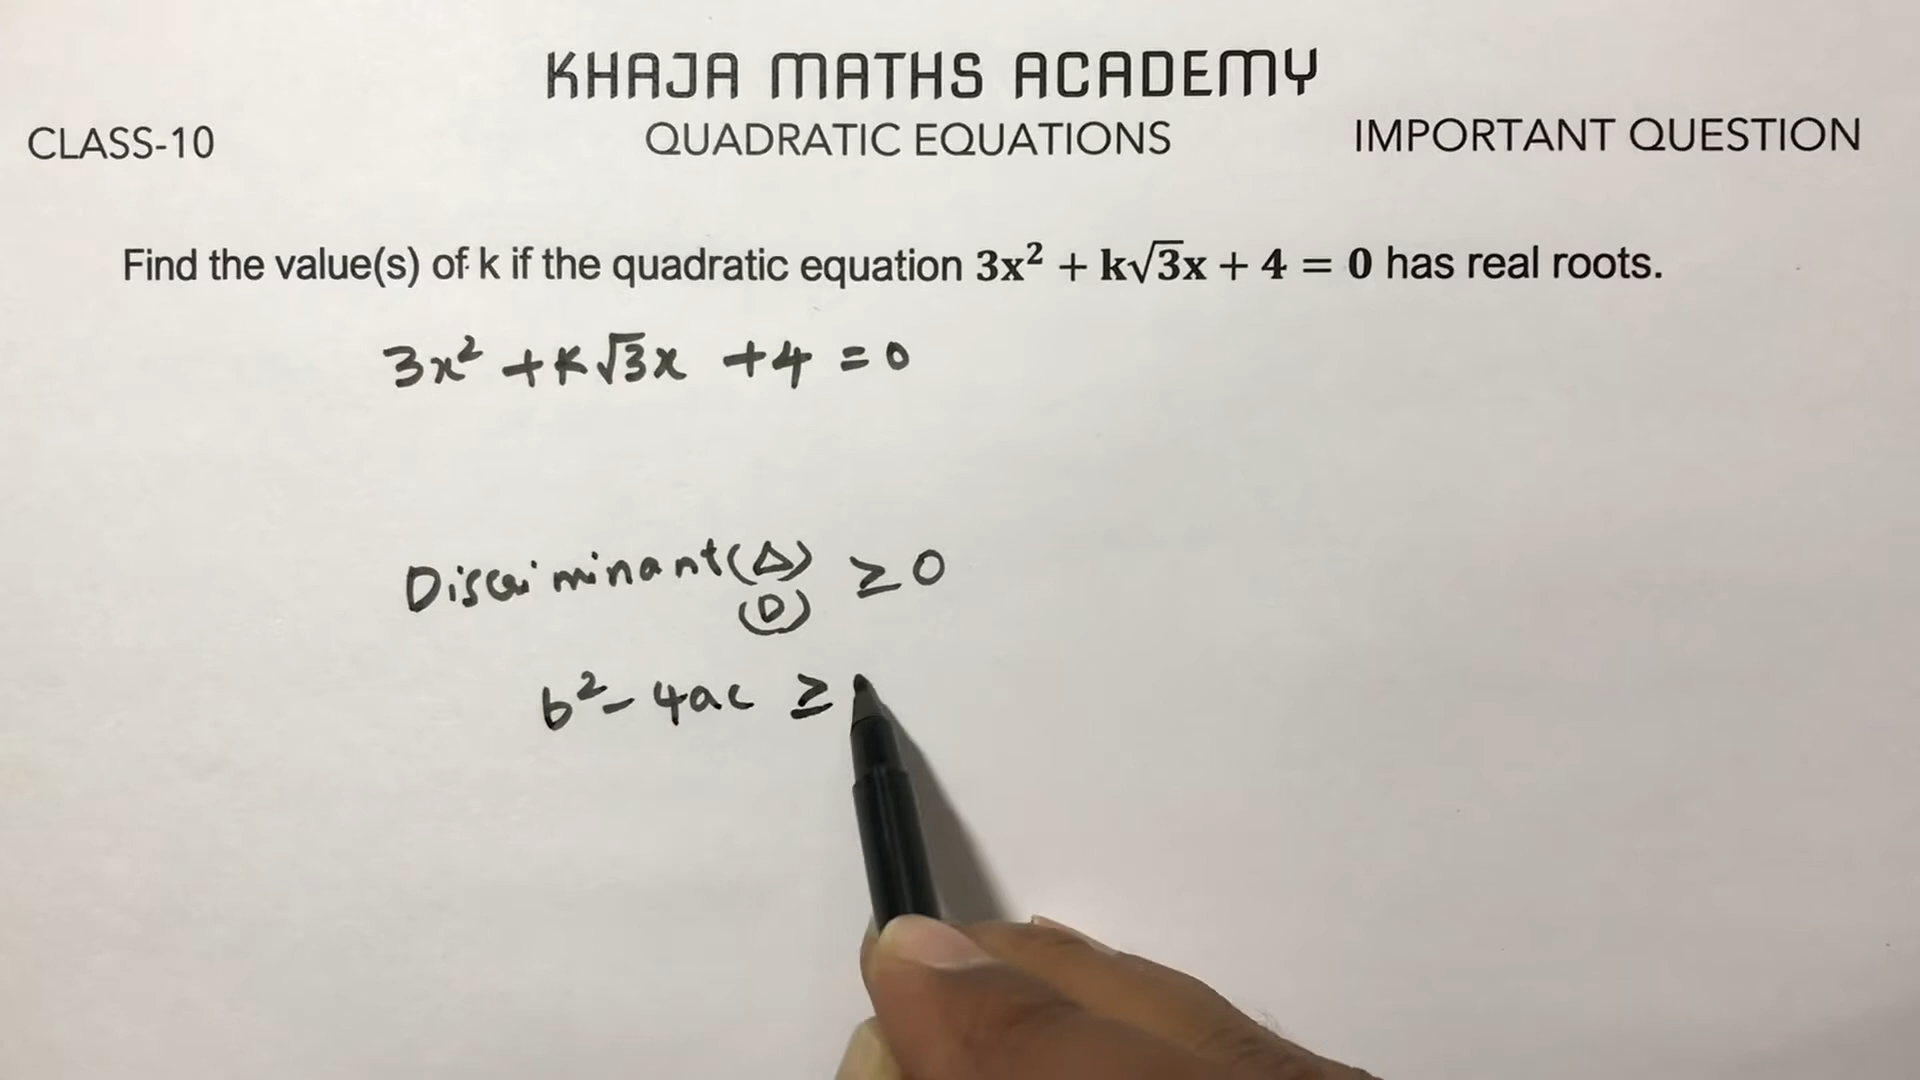 KHAJA MATHS ACADEMY
CLASS-10 QUADRATIC EQUATIONS IMPORTANT QUESTION
Find the value(s) of k if the quadratic equation 3x² + k√3x + 4 = 0 has real roots.
3x² + k√3x + 4 = 0
Discriminant (Δ) ≥ 0
(D)
b² - 4ac ≥